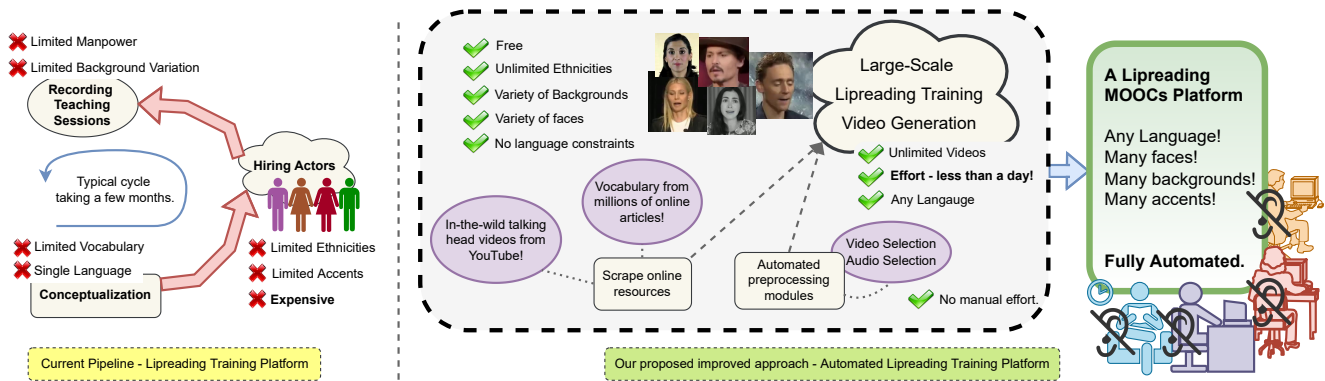 Limited Manpower
Limited Background Variation
Recording
Teaching
Sessions
Hiring Actors
Typical cycle
taking a few months.
Limited Vocabulary
Single Language
Conceptualization
Limited Ethnicities
Limited Accents
Expensive
Current Pipeline - Lipreading Training Platform
Free
Unlimited Ethnicities
Variety of Backgrounds
Variety of faces
No language constraints
Large-Scale
Lipreading Training
Video Generation
Unlimited Videos
Effort - less than a day!
Any Langauge
Vocabulary from
millions of online
articles!
In-the-wild talking
head videos from
YouTube!
Scrape online
resources
Automated
preprocessing
modules
Video Selection
Audio Selection
No manual effort.
Our proposed improved approach - Automated Lipreading Training Platform
A Lipreading
MOOCs Platform
Any Language!
Many faces!
Many backgrounds!
Many accents!
Fully Automated.